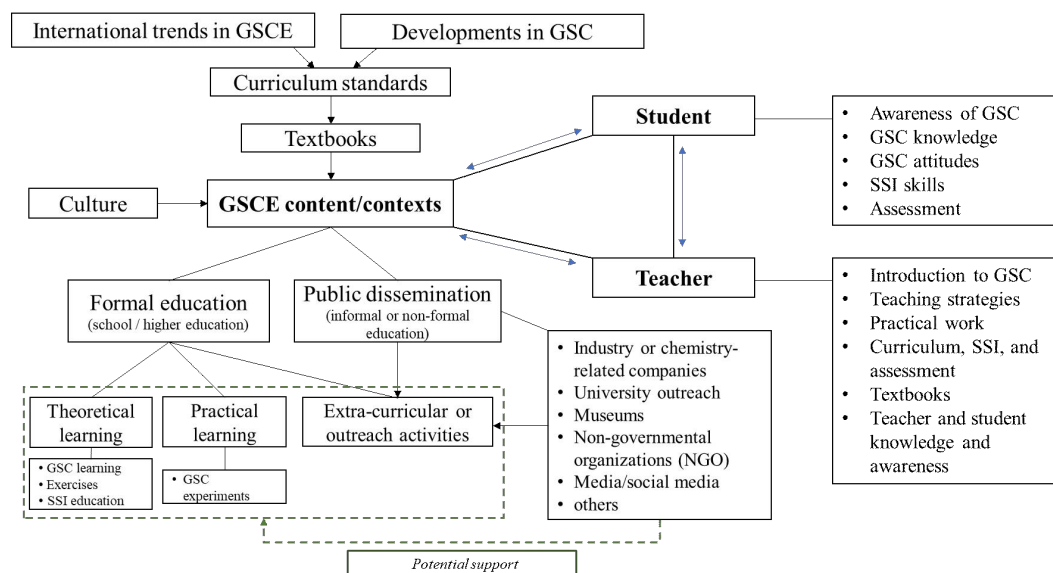 International trends in GSCE
Developments in GSC
Curriculum standards
Textbooks
Culture
GSCE content/contexts
Student
Teacher
• Awareness of GSC
• GSC knowledge
• GSC attitudes
• SSI skills
• Assessment
• Introduction to GSC
• Teaching strategies
• Practical work
• Curriculum, SSI, and
assessment
• Textbooks
• Teacher and student
knowledge and
awareness
Formal education
(school / higher education)
Public dissemination
(informal or non-formal
education)
• Industry or chemistry-
related companies
• University outreach
• Museums
• Non-governmental
organizations (NGO)
• Media/social media
• others
Theoretical
learning
Practical
learning
Extra-curricular or
outreach activities
• GSC learning
• Exercises
• SSI education
• GSC
experiments
Potential support